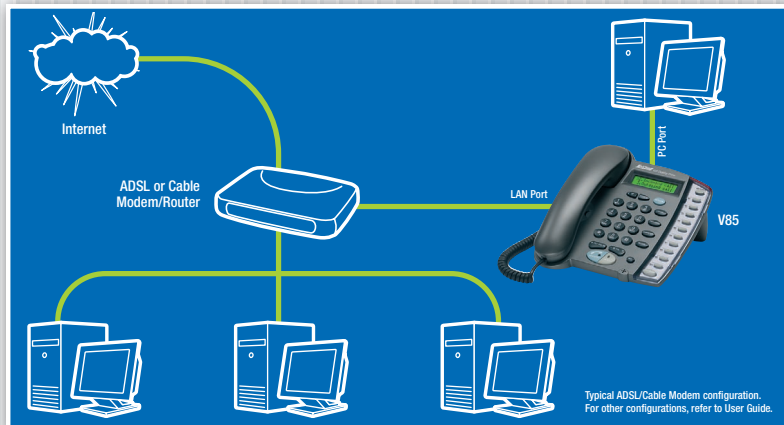 Internet
ADSL or Cable
Modem/Router
LAN Port
PC Port
V85
Typical ADSL/Cable Modem configuration.
For other configurations, refer to User Guide.